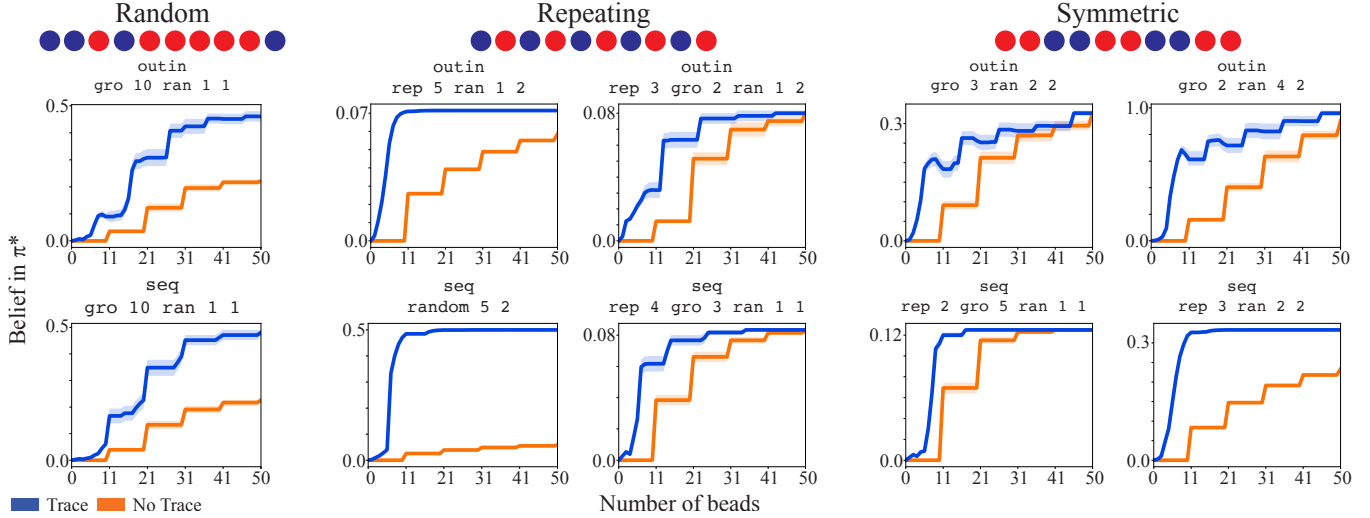 Random
Repeating
Symmetric
outin
gro 10 ran 1 1
outin
rep 5 ran 1 2
outin
rep 3 gro 2 ran 1 2
outin
gro 3 ran 2 2
outin
gro 2 ran 4 2
0.5
0.0
0 11 21 31 41 50
0.07
0.0
0 11 21 31 41 50
0.08
0.0
0 11 21 31 41 50
0.3
0.0
0 11 21 31 41 50
1.0
0.0
0 11 21 31 41 50
Belief in π*
seq
gro 10 ran 1 1
seq
random 5 2
seq
rep 4 gro 3 ran 1 1
seq
rep 2 gro 5 ran 1 1
seq
rep 3 ran 2 2
0.5
0.0
0 11 21 31 41 50
0.5
0.0
0 11 21 31 41 50
0.08
0.0
0 11 21 31 41 50
0.12
0.0
0 11 21 31 41 50
0.3
0.0
0 11 21 31 41 50
Trace No Trace
Number of beads